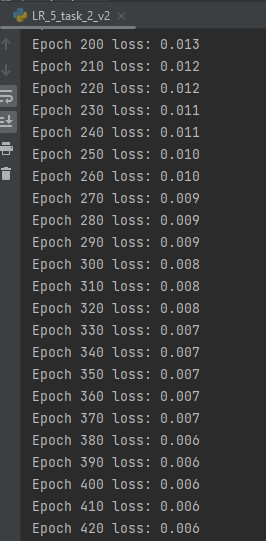 LR_5_task_2_v2
Epoch 200 loss: 0.013
Epoch 210 loss: 0.012
Epoch 220 loss: 0.012
Epoch 230 loss: 0.011
Epoch 240 loss: 0.011
Epoch 250 loss: 0.010
Epoch 260 loss: 0.010
Epoch 270 loss: 0.009
Epoch 280 loss: 0.009
Epoch 290 loss: 0.009
Epoch 300 loss: 0.008
Epoch 310 loss: 0.008
Epoch 320 loss: 0.008
Epoch 330 loss: 0.007
Epoch 340 loss: 0.007
Epoch 350 loss: 0.007
Epoch 360 loss: 0.007
Epoch 370 loss: 0.007
Epoch 380 loss: 0.006
Epoch 390 loss: 0.006
Epoch 400 loss: 0.006
Epoch 410 loss: 0.006
Epoch 420 loss: 0.006